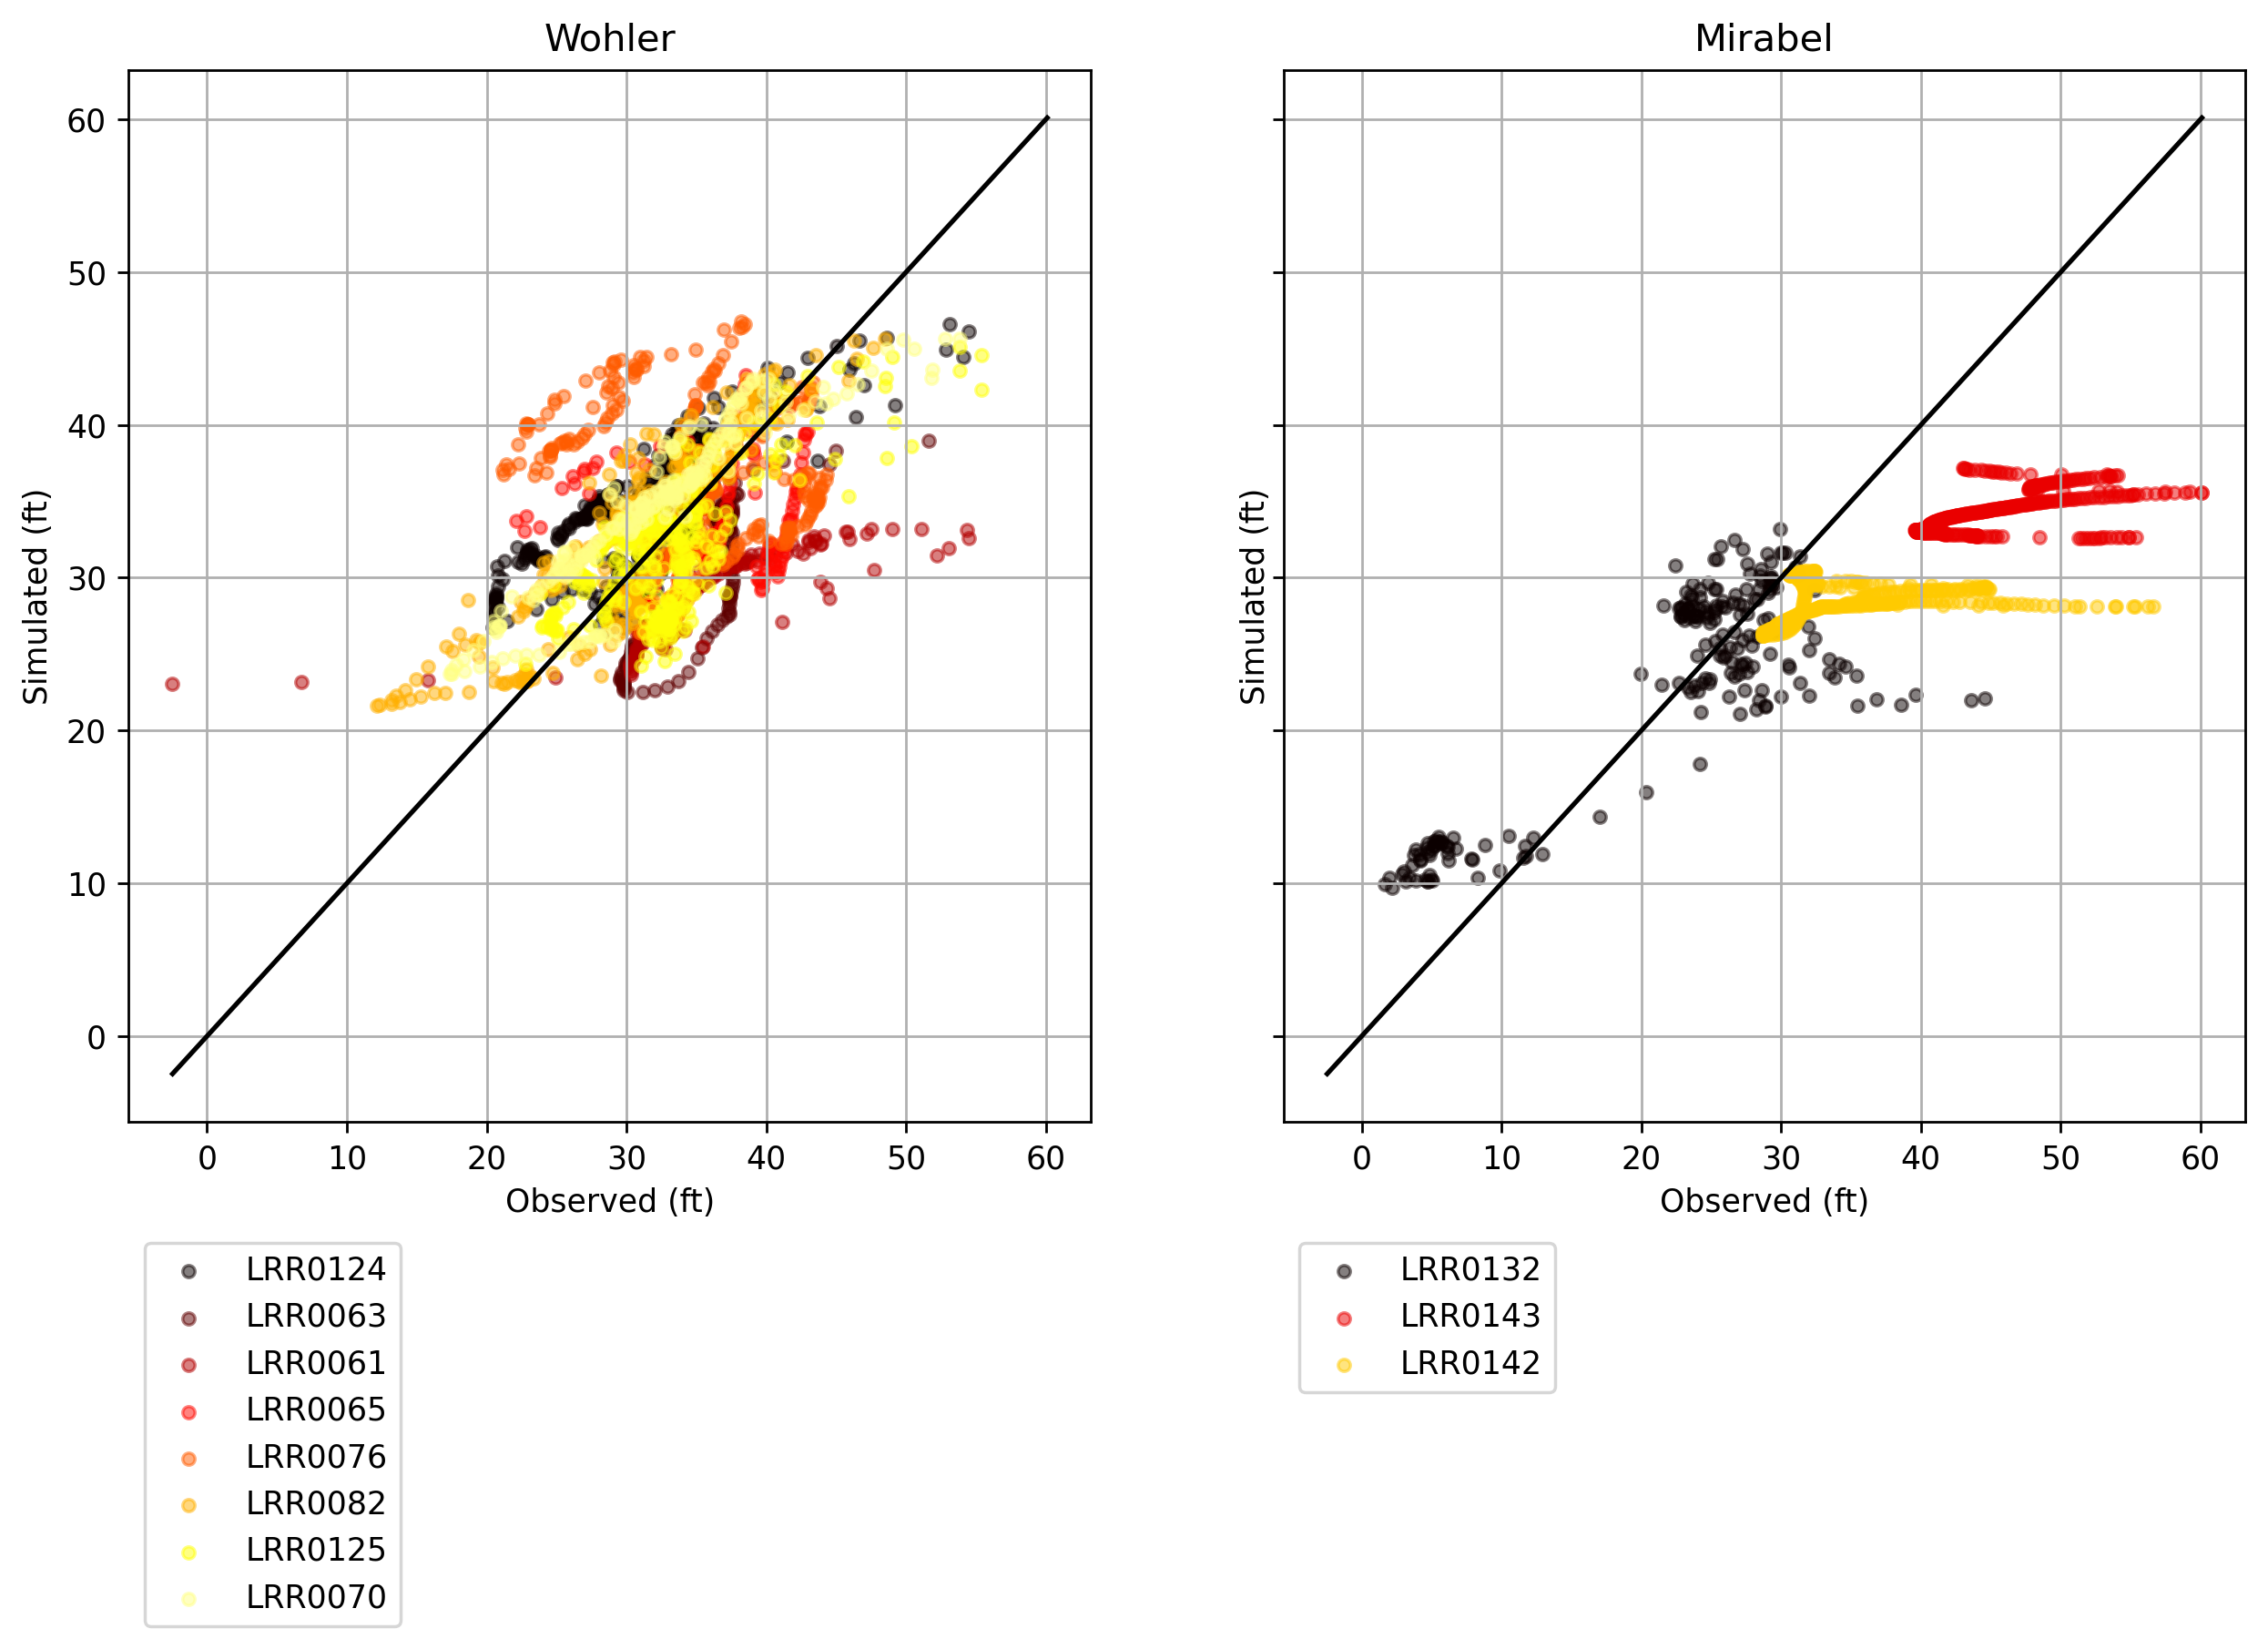 Wohler
60
50
40
30
20
10
0
Simulated (ft)
0 10 20 30 40 50 60
Observed (ft)
LRR0124
LRR0063
LRR0061
LRR0065
LRR0076
LRR0082
LRR0125
LRR0070
Mirabel
Simulated (ft)
0 10 20 30 40 50 60
Observed (ft)
LRR0132
LRR0143
LRR0142